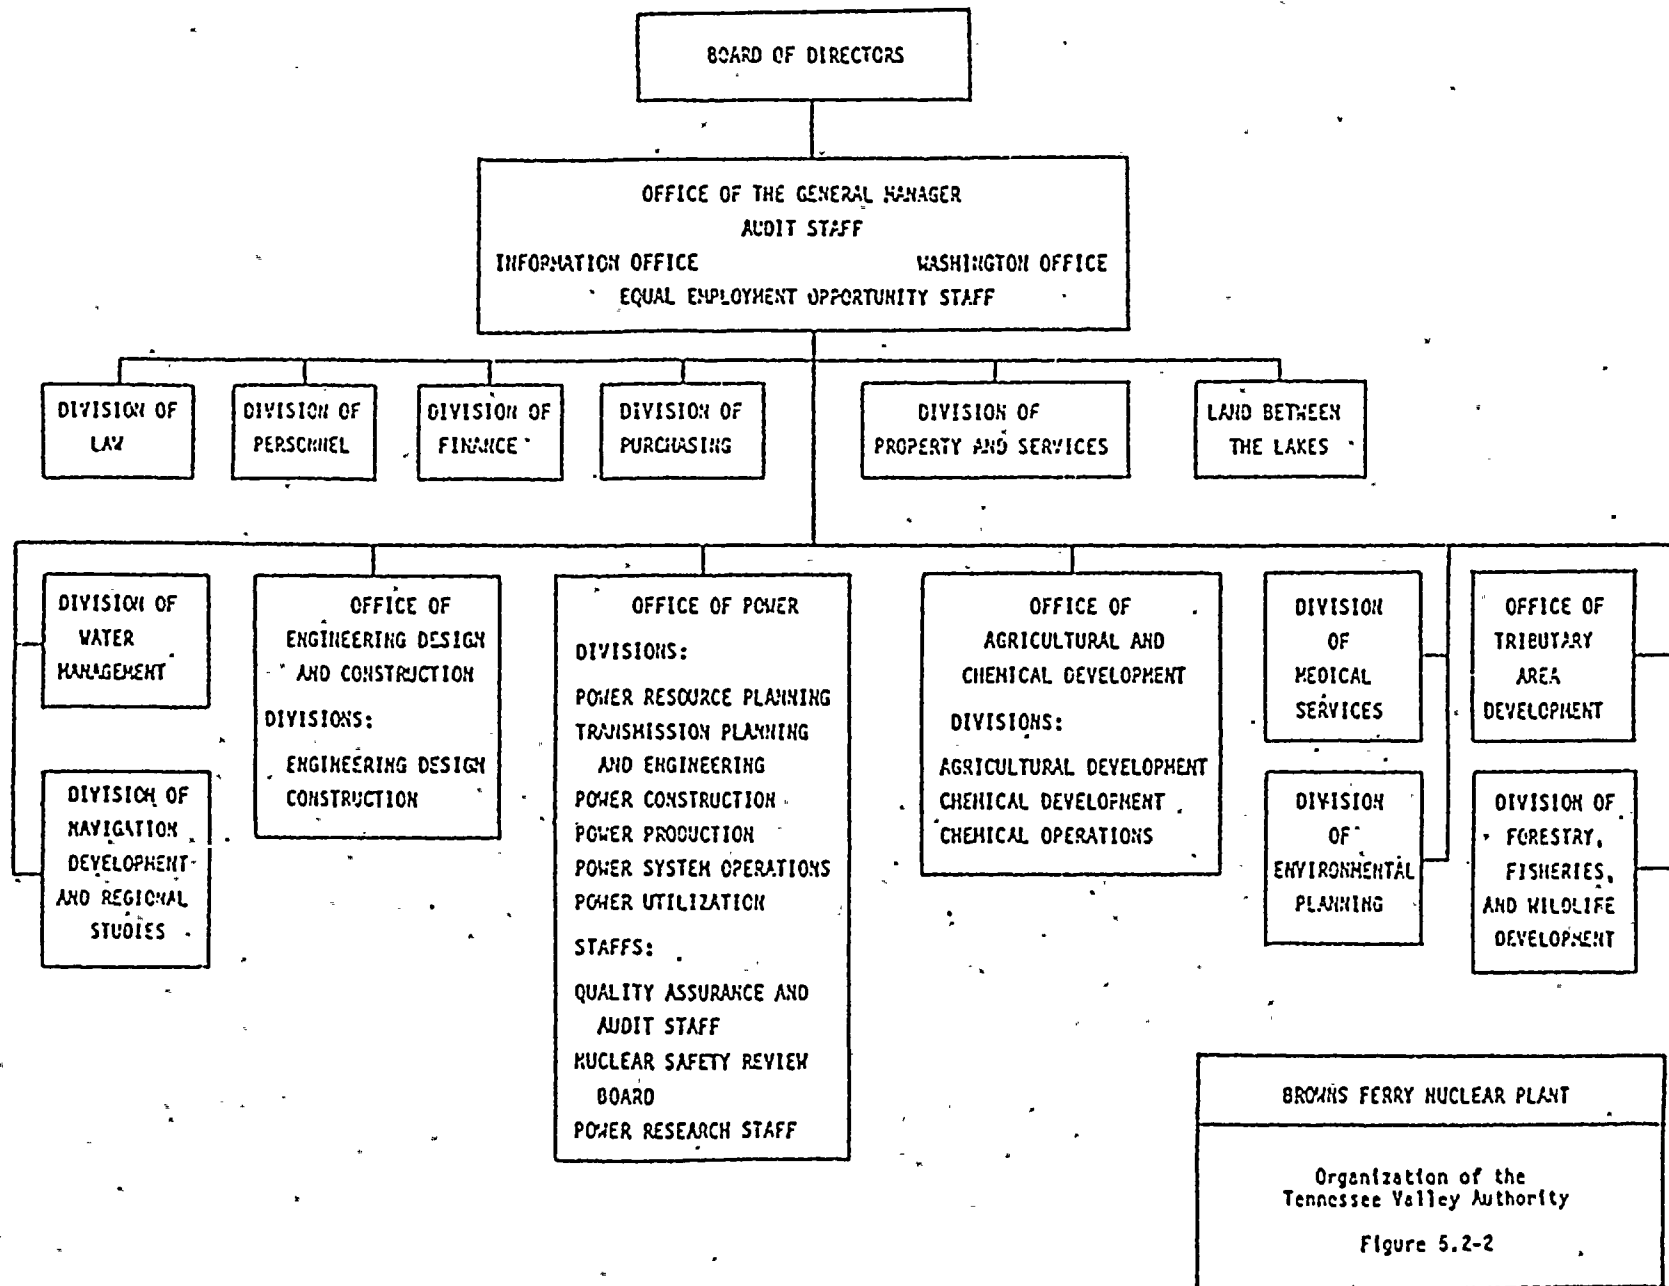 BOARD OF DIRECTORS
OFFICE OF THE GENERAL MANAGER
AUDIT STAFF
INFORMATION OFFICE WASHINGTON OFFICE
EQUAL EMPLOYMENT OPPORTUNITY STAFF
DIVISION OF
LAW
DIVISION OF
PERSONNEL
DIVISION OF
FINANCE
DIVISION OF
PURCHASING
DIVISION OF
PROPERTY AND SERVICES
LAND BETWEEN
THE LAKES
DIVISION OF
WATER
MANAGEMENT
DIVISION OF
NAVIGATION
DEVELOPMENT
AND REGIONAL
STUDIES
OFFICE OF
ENGINEERING DESIGN
AND CONSTRUCTION
DIVISIONS:
ENGINEERING DESIGN
CONSTRUCTION
OFFICE OF POWER
DIVISIONS:
POWER RESOURCE PLANNING
TRANSMISSION PLANNING
AND ENGINEERING
POWER CONSTRUCTION
POWER PRODUCTION
POWER SYSTEM OPERATIONS
POWER UTILIZATION
STAFFS:
QUALITY ASSURANCE AND
AUDIT STAFF
NUCLEAR SAFETY REVIEW
BOARD
POWER RESEARCH STAFF
OFFICE OF
AGRICULTURAL AND
CHEMICAL DEVELOPMENT
DIVISIONS:
AGRICULTURAL DEVELOPMENT
CHEMICAL DEVELOPMENT
CHEMICAL OPERATIONS
DIVISION
OF
MEDICAL
SERVICES
DIVISION
OF
ENVIRONMENTAL
PLANNING
OFFICE OF
TRIBUTARY
AREA
DEVELOPMENT
DIVISION OF
FORESTRY,
FISHERIES,
AND WILDLIFE
DEVELOPMENT
BROWNS FERRY NUCLEAR PLANT
Organization of the
Tennessee Valley Authority
Figure 5.2-2